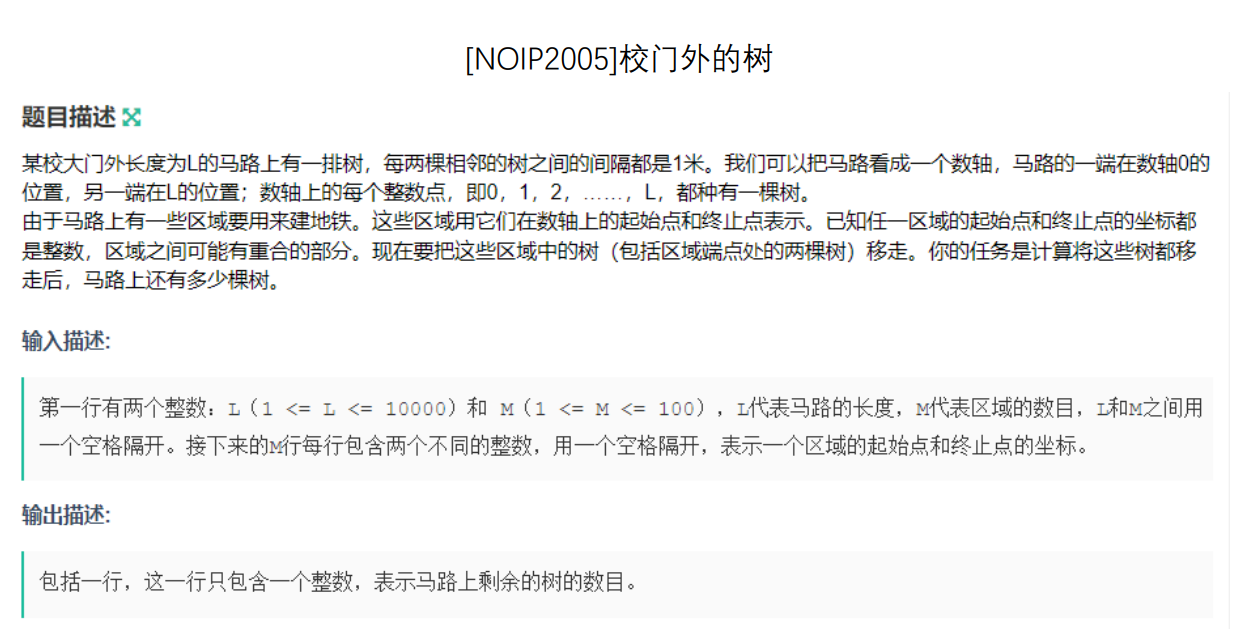 [NOIP2005]校门外的树
题目描述
某校大门外长度为L的马路上有一排树，每两棵相邻的树之间的间隔都是1米。我们可以把马路看成一个数轴，马路的一端在数轴0的
位置，另一端在L的位置；数轴上的每个整数点，即0，1，2，……，L，都种有一棵树。
由于马路上有一些区域要用来建地铁。这些区域用它们在数轴上的起始点和终止点表示。已知任一区域的起始点和终止点的坐标都
是整数，区域之间可能有重合的部分。现在要把这些区域中的树（包括区域端点处的两棵树）移走。你的任务是计算将这些树都移
走后，马路上还有多少棵树。
输入描述:
第一行有两个整数：L（1 <= L <= 10000）和 M（1 <= M <= 100），L代表马路的长度，M代表区域的数目，L和M之间用
一个空格隔开。接下来的M行每行包含两个不同的整数，用一个空格隔开，表示一个区域的起始点和终止点的坐标。
输出描述:
包括一行，这一行只包含一个整数，表示马路上剩余的树的数目。